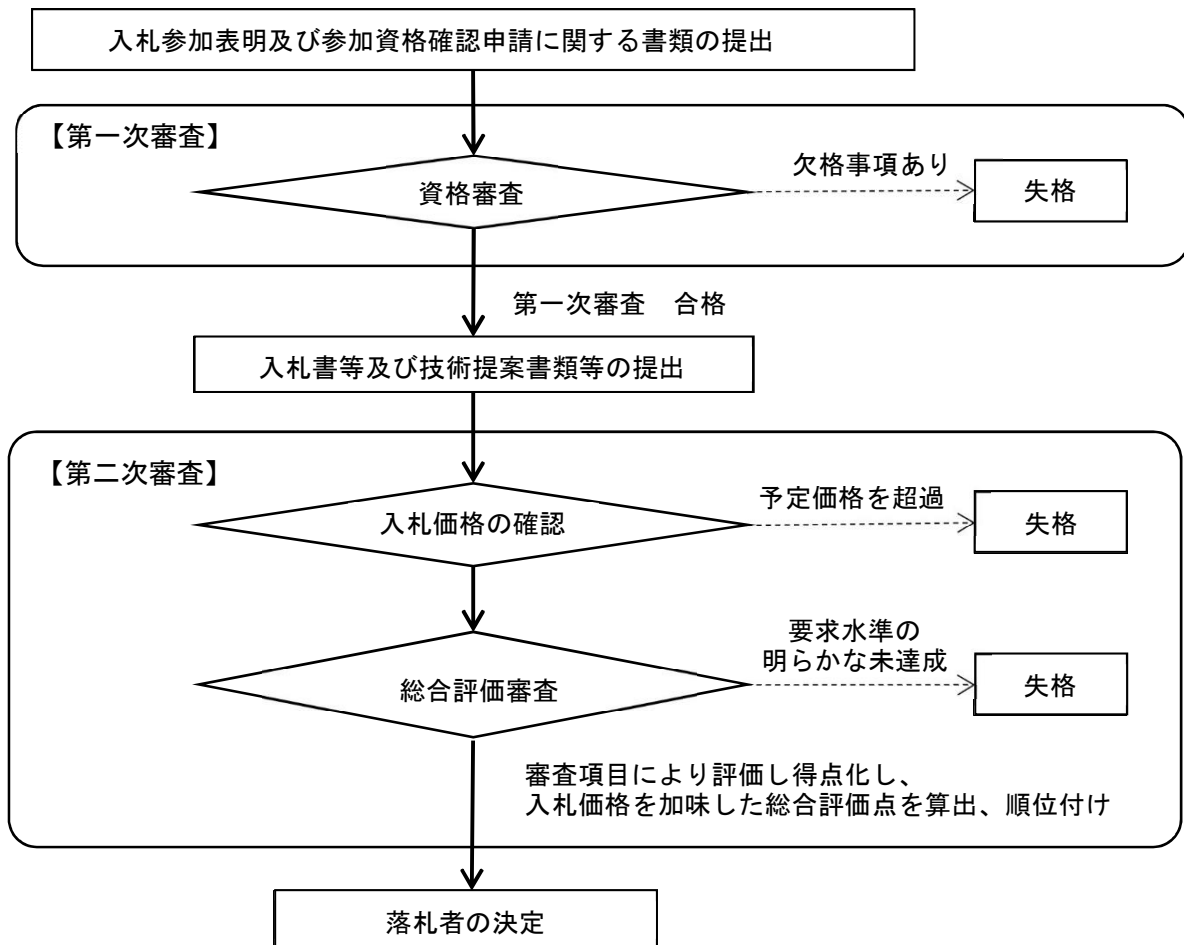 入札参加表明及び参加資格確認申請に関する書類の提出
【第一次審査】
資格審査
欠格事項あり
失格
第一次審査　合格
入札書等及び技術提案書類等の提出
【第二次審査】
入札価格の確認
予定価格を超過
失格
総合評価審査
要求水準の
明らかな未達成
失格
審査項目により評価し得点化し、
入札価格を加味した総合評価点を算出、順位付け
落札者の決定